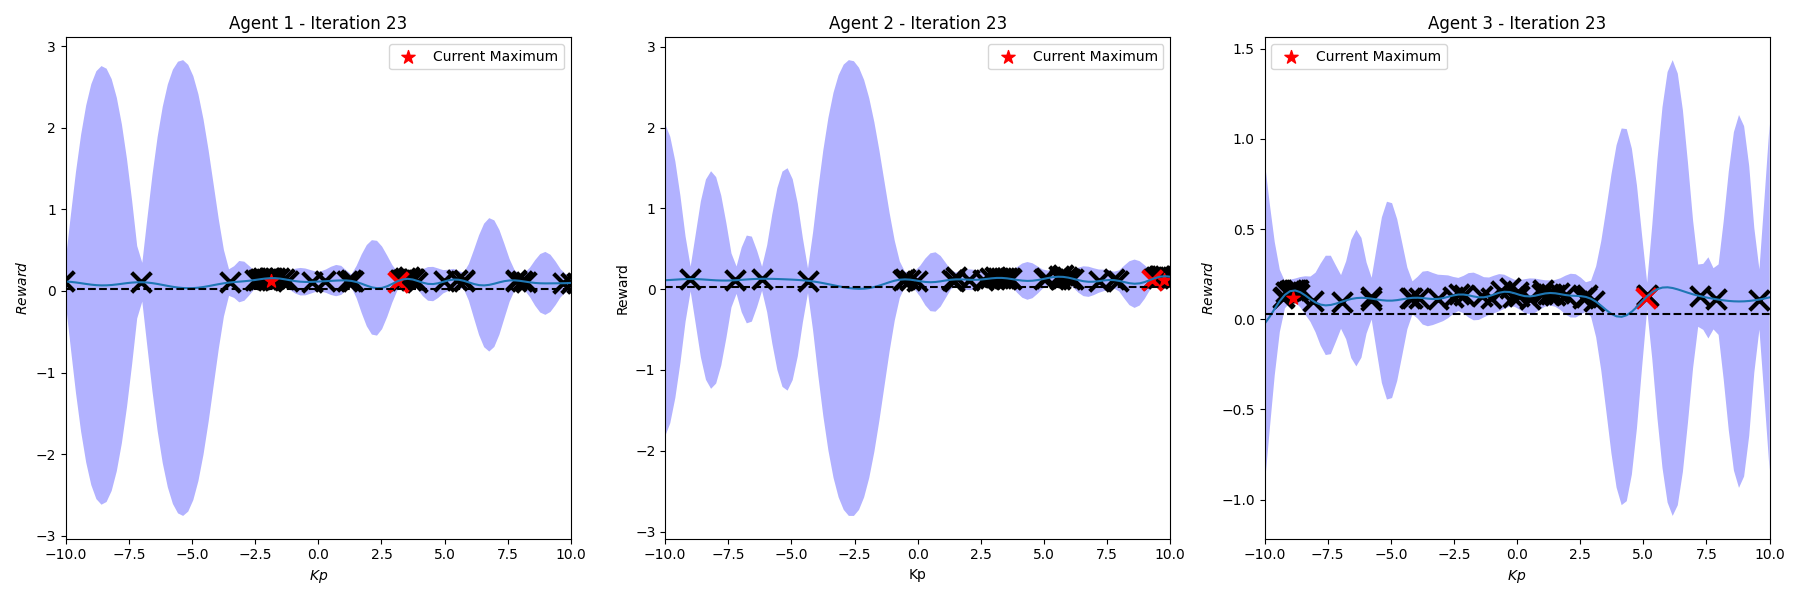 Agent 1 - Iteration 23
Current Maximum
3
2
1
0
−1
−2
−3
Reward
−10.0 −7.5 −5.0 −2.5 0.0 2.5 5.0 7.5 10.0
Kp
Agent 2 - Iteration 23
Current Maximum
3
2
1
0
−1
−2
−3
Reward
−10.0 −7.5 −5.0 −2.5 0.0 2.5 5.0 7.5 10.0
Kp
Agent 3 - Iteration 23
Current Maximum
1.5
1.0
0.5
0.0
−0.5
−1.0
Reward
−10.0 −7.5 −5.0 −2.5 0.0 2.5 5.0 7.5 10.0
Kp